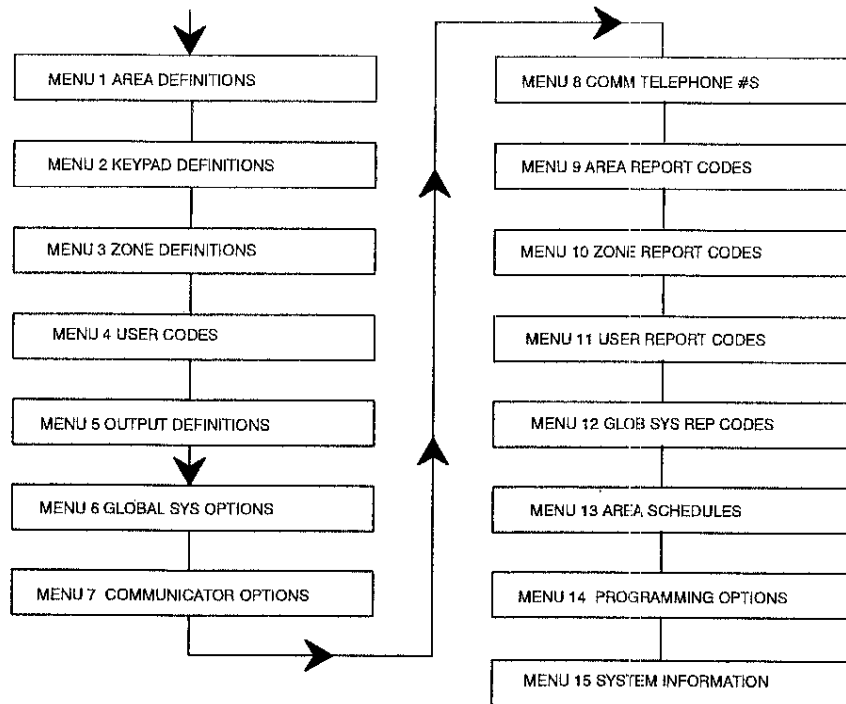 MENU 1 AREA DEFINITIONS
MENU 2 KEYPAD DEFINITIONS
MENU 3 ZONE DEFINITIONS
MENU 4 USER CODES
MENU 5 OUTPUT DEFINITIONS
MENU 6 GLOBAL SYS OPTIONS
MENU 7 COMMUNICATOR OPTIONS
MENU 8 COMM TELEPHONE #S
MENU 9 AREA REPORT CODES
MENU 10 ZONE REPORT CODES
MENU 11 USER REPORT CODES
MENU 12 GLOB SYS REP CODES
MENU 13 AREA SCHEDULES
MENU 14 PROGRAMMING OPTIONS
MENU 15 SYSTEM INFORMATION